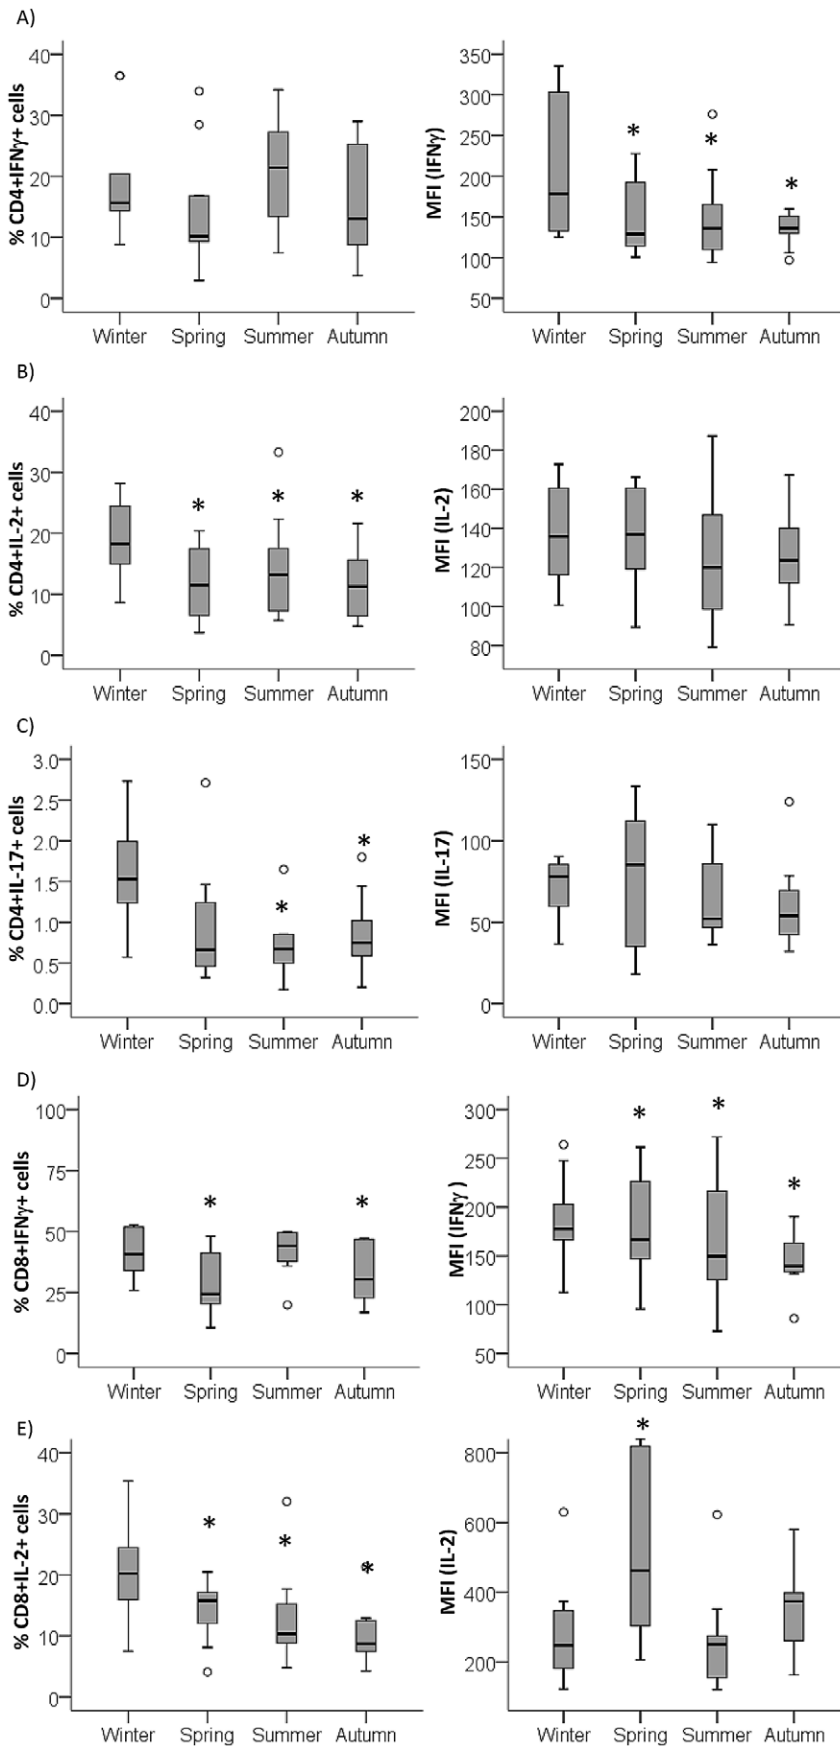 A)
% CD4+IFNγ+ cells
40
30
20
10
0
Winter Spring Summer Autumn
MFI (IFNγ)
350
300
250
200
150
100
50
Winter Spring Summer Autumn
*
*
*
B)
% CD4+IL-2+ cells
40
30
20
10
0
Winter Spring Summer Autumn
*
*
*
MFI (IL-2)
200
180
160
140
120
100
80
Winter Spring Summer Autumn
C)
% CD4+IL-17+ cells
3.0
2.5
2.0
1.5
1.0
0.5
0.0
Winter Spring Summer Autumn
*
*
MFI (IL-17)
150
100
50
0
Winter Spring Summer Autumn
D)
% CD8+IFNγ+ cells
100
75
50
25
0
Winter Spring Summer Autumn
*
*
MFI (IFNγ )
300
250
200
150
100
50
Winter Spring Summer Autumn
*
*
*
E)
% CD8+IL-2+ cells
40
30
20
10
0
Winter Spring Summer Autumn
*
*
*
MFI (IL-2)
800
600
400
200
Winter Spring Summer Autumn
*